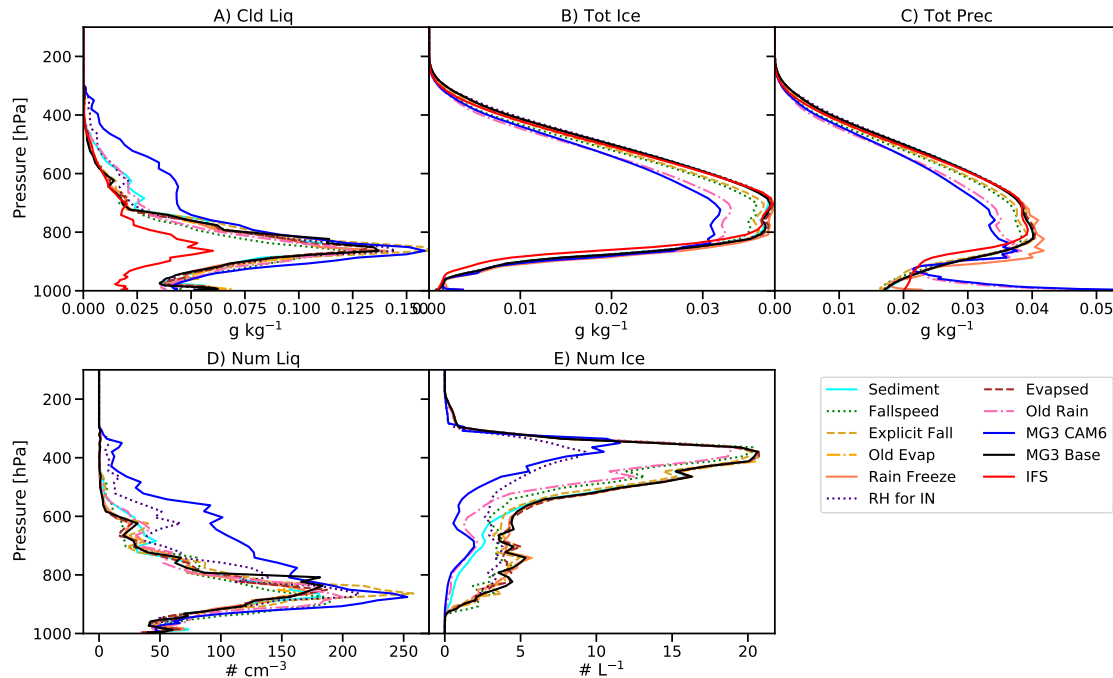 A) Cld Liq
B) Tot Ice
C) Tot Prec
Pressure [hPa]
200
400
600
800
1000
0.000 0.025 0.050 0.075 0.100 0.125 0.150
g kg⁻¹
0.00 0.01 0.02 0.03
g kg⁻¹
0.00 0.01 0.02 0.03 0.04 0.05
g kg⁻¹
D) Num Liq
E) Num Ice
Pressure [hPa]
200
400
600
800
1000
0 50 100 150 200 250
# cm⁻³
0 5 10 15 20
# L⁻¹
Sediment
Fallspeed
Explicit Fall
Old Evap
Rain Freeze
RH for IN
Evapsed
Old Rain
MG3 CAM6
MG3 Base
IFS